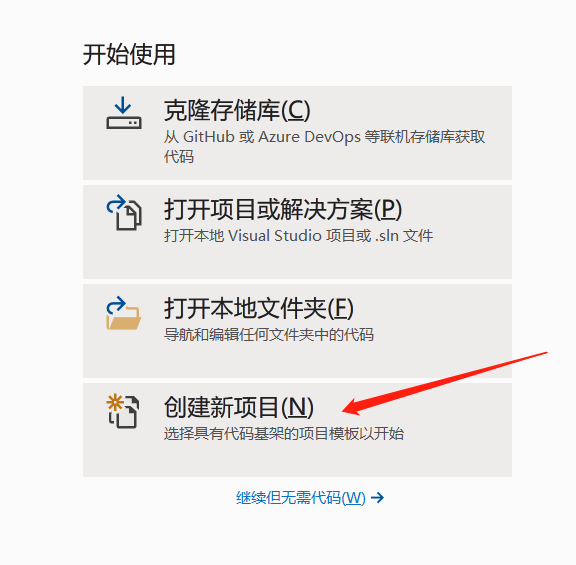 开始使用
克隆存储库(C)
从 GitHub 或 Azure DevOps 等联机存储库获取
代码
打开项目或解决方案(P)
打开本地 Visual Studio 项目或 .sln 文件
打开本地文件夹(F)
导航和编辑任何文件夹中的代码
创建新项目(N)
选择具有代码基架的项目模板以开始
继续但无需代码(W) →